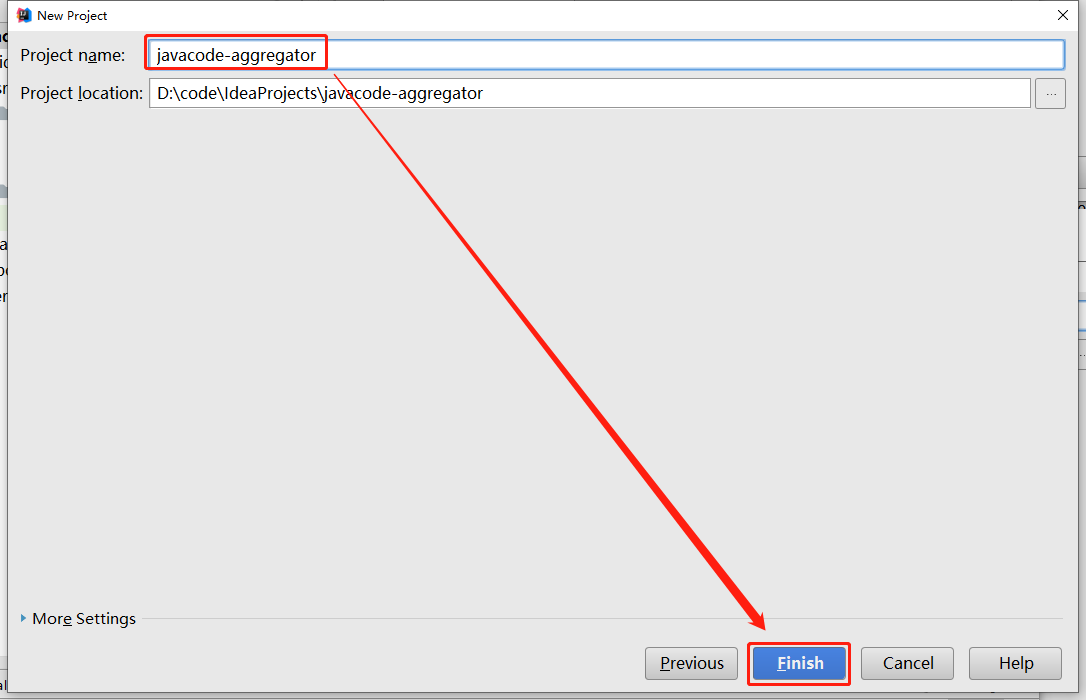 New Project
Project name: javacode-aggregator
Project location: D:\code\IdeaProjects\javacode-aggregator ...
More Settings
Previous Finish Cancel Help